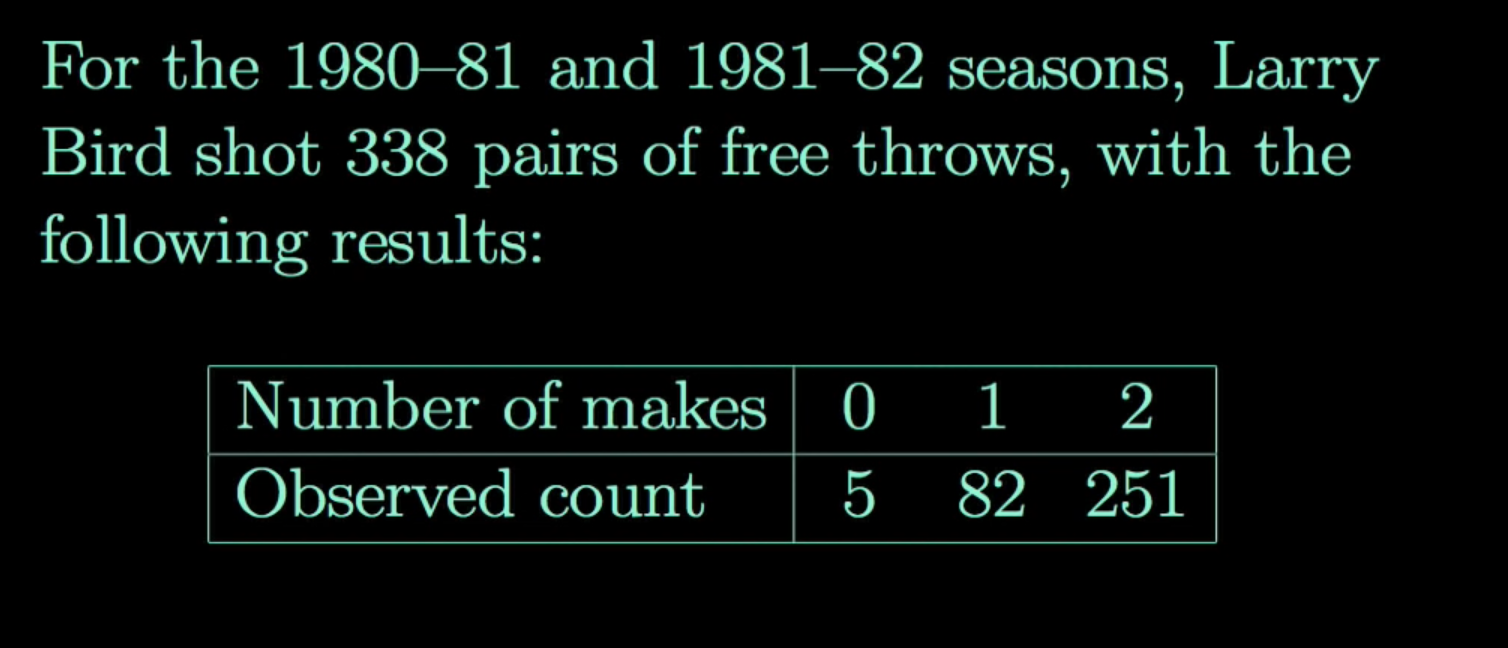 For the 1980–81 and 1981–82 seasons, Larry
Bird shot 338 pairs of free throws, with the
following results:
Number of makes 0 1 2
Observed count 5 82 251